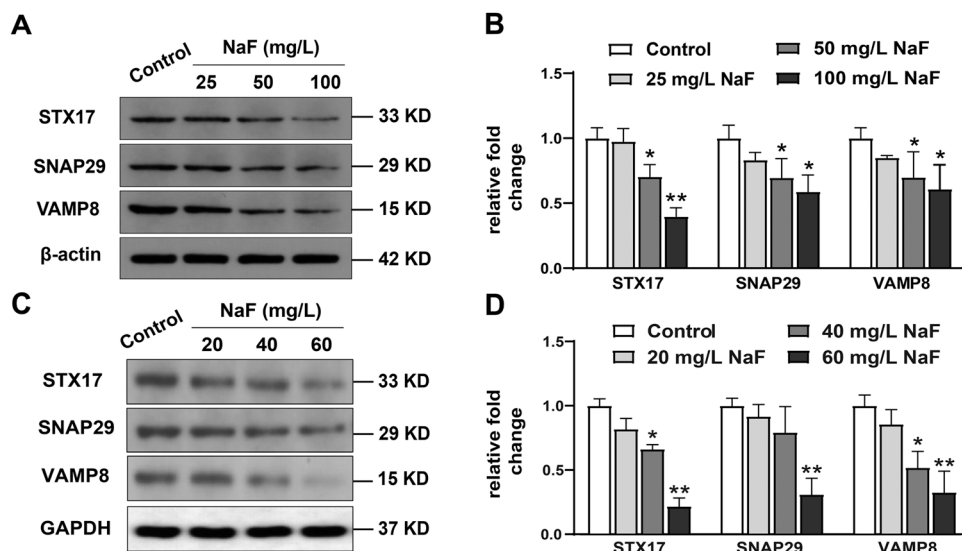 A
Control
NaF (mg/L)
25 50 100
STX17
33 KD
SNAP29
29 KD
VAMP8
15 KD
β-actin
42 KD
B
Control
50 mg/L NaF
25 mg/L NaF
100 mg/L NaF
relative fold
change
1.5
1.0
0.5
0.0
*
**
*
*
*
*
STX17 SNAP29 VAMP8
C
Control
NaF (mg/L)
20 40 60
STX17
33 KD
SNAP29
29 KD
VAMP8
15 KD
GAPDH
37 KD
D
Control
40 mg/L NaF
20 mg/L NaF
60 mg/L NaF
relative fold
change
1.5
1.0
0.5
0.0
*
**
**
*
**
STX17 SNAP29 VAMP8